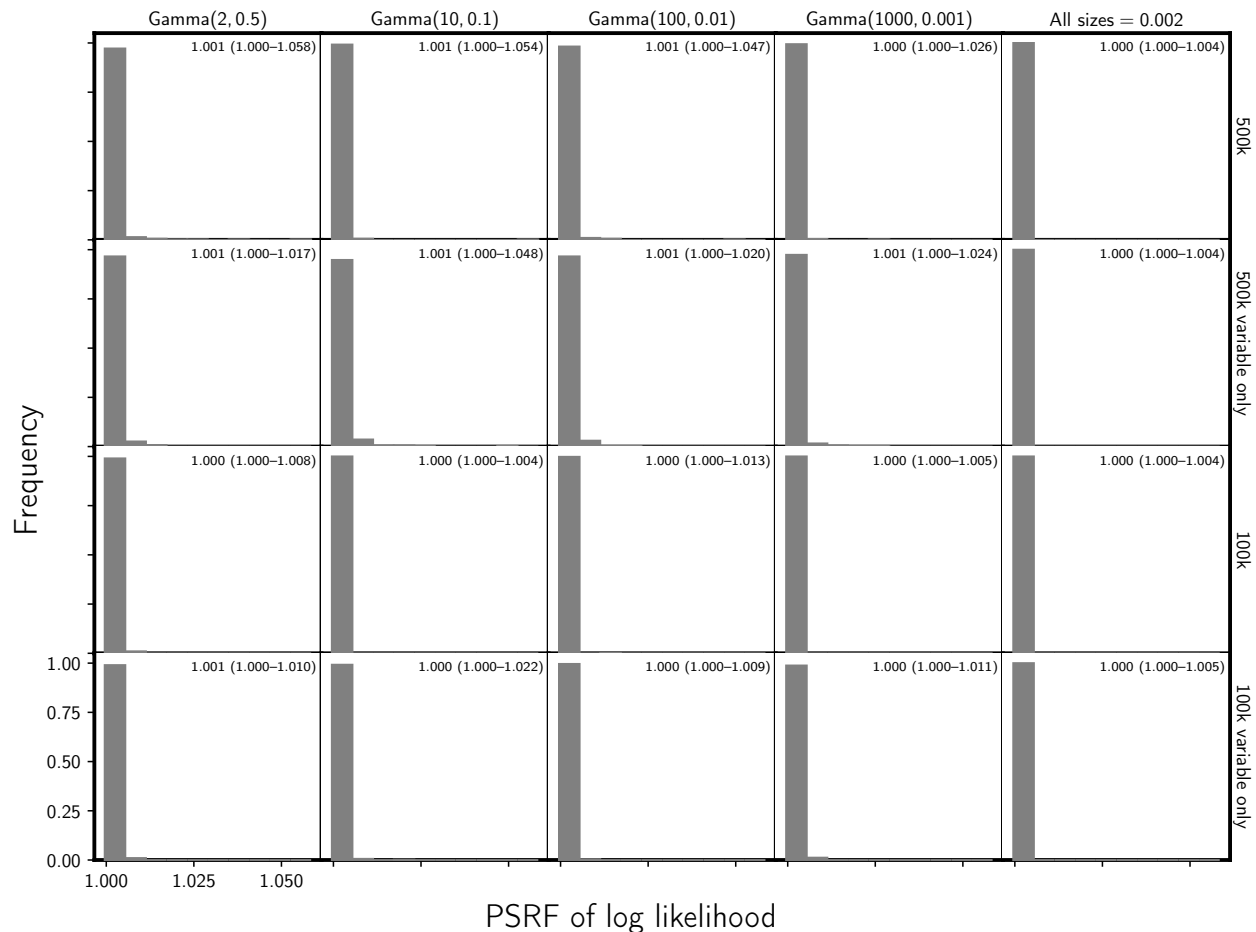 Gamma(2, 0.5) Gamma(10, 0.1) Gamma(100, 0.01) Gamma(1000, 0.001) All sizes = 0.002
1.001 (1.000–1.058) 1.001 (1.000–1.054) 1.001 (1.000–1.047) 1.000 (1.000–1.026) 1.000 (1.000–1.004)
500k
1.001 (1.000–1.017) 1.001 (1.000–1.048) 1.001 (1.000–1.020) 1.001 (1.000–1.024) 1.000 (1.000–1.004)
500k variable only
Frequency
1.000 (1.000–1.008) 1.000 (1.000–1.004) 1.000 (1.000–1.013) 1.000 (1.000–1.005) 1.000 (1.000–1.004)
100k
1.001 (1.000–1.010) 1.000 (1.000–1.022) 1.000 (1.000–1.009) 1.000 (1.000–1.011) 1.000 (1.000–1.005)
100k variable only
1.00
0.75
0.50
0.25
0.00
1.000 1.025 1.050
PSRF of log likelihood